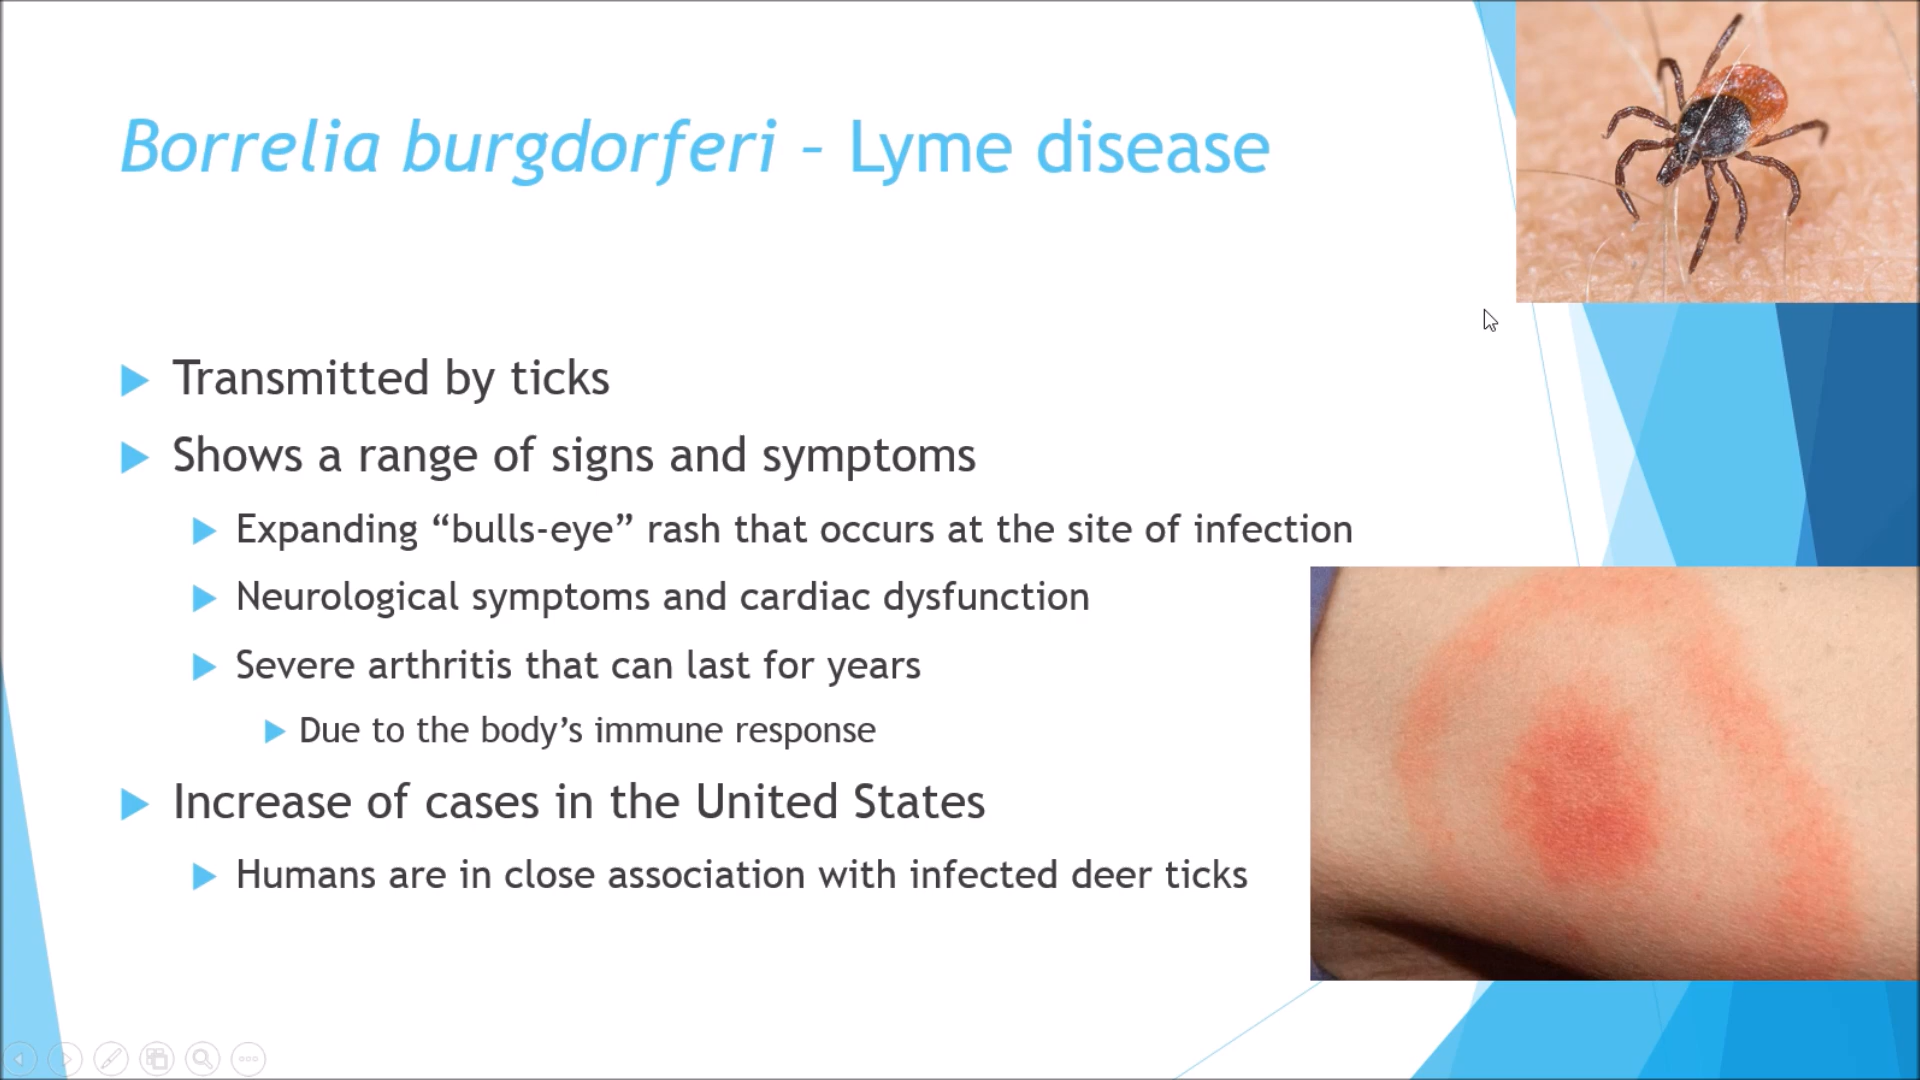 Borrelia burgdorferi – Lyme disease
Transmitted by ticks
Shows a range of signs and symptoms
Expanding “bulls-eye” rash that occurs at the site of infection
Neurological symptoms and cardiac dysfunction
Severe arthritis that can last for years
Due to the body’s immune response
Increase of cases in the United States
Humans are in close association with infected deer ticks